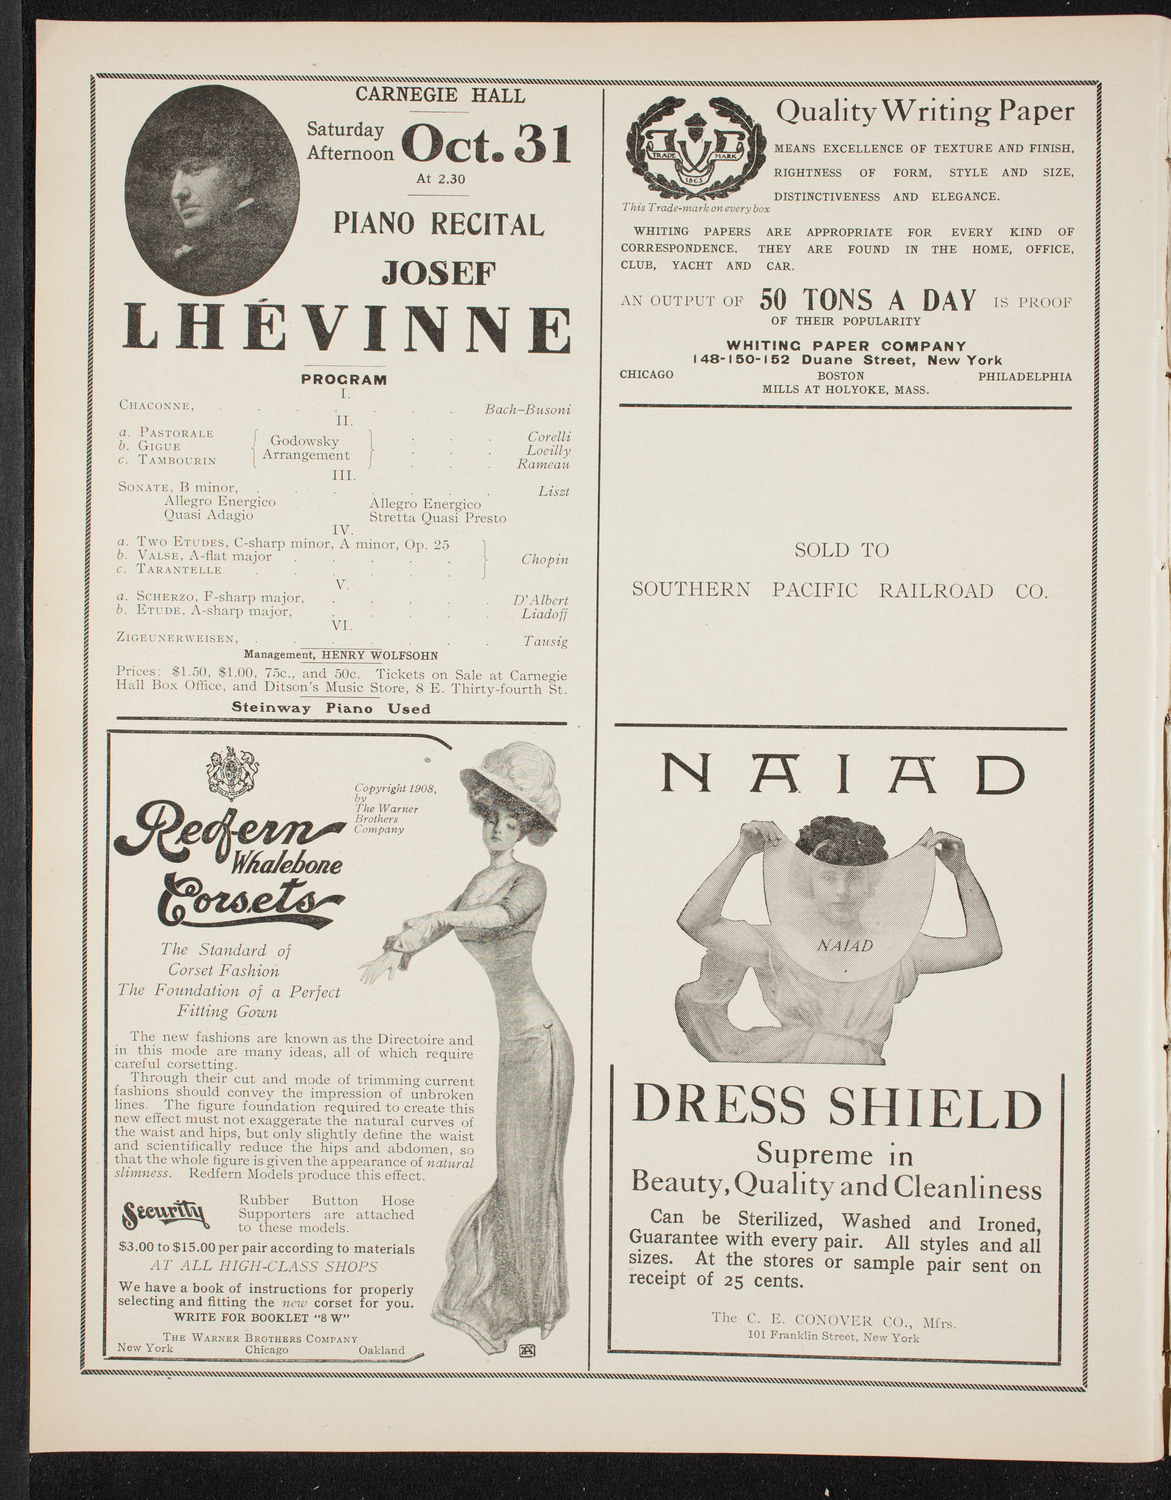 CARNEGIE HALL
Saturday
Afternoon
Oct. 31
At 2.30
PIANO RECITAL
JOSEF
LHÉVINNE
PROGRAM
I.
CHACONNE, . . . . . . Bach-Busoni
II.
a. PASTORALE
b. GIGUE
c. TAMBOURIN
Godowsky
Arrangement
Corelli
Loeilly
Rameau
III.
SONATE, B minor, . . . . . . Liszt
Allegro Energico Allegro Energico
Quasi Adagio Stretta Quasi Presto
IV.
a. TWO ETUDES, C-sharp minor, A minor, Op. 25
b. VALSE, A-flat major
c. TARANTELLE
Chopin
V.
a. SCHERZO, F-sharp major, . . . . D'Albert
b. ETUDE, A-sharp major, . . . . Liadoff
VI.
ZIGEUNERWEISEN, . . . . . Tausig
Management, HENRY WOLFSOHN
Prices: $1.50, $1.00, 75c., and 50c. Tickets on Sale at Carnegie
Hall Box Office, and Ditson's Music Store, 8 E. Thirty-fourth St.
Steinway Piano Used
Redfern
Whalebone
Corsets
Copyright 1908,
by
The Warner
Brothers
Company
The Standard of
Corset Fashion
The Foundation of a Perfect
Fitting Gown
The new fashions are known as the Directoire and
in this mode are many ideas, all of which require
careful corsetting.
Through their cut and mode of trimming current
fashions should convey the impression of unbroken
lines. The figure foundation required to create this
new effect must not exaggerate the natural curves of
the waist and hips, but only slightly define the waist
and scientifically reduce the hips and abdomen, so
that the whole figure is given the appearance of natural
slimness. Redfern Models produce this effect.
Security
Rubber Button Hose
Supporters are attached
to these models.
$3.00 to $15.00 per pair according to materials
AT ALL HIGH-CLASS SHOPS
We have a book of instructions for properly
selecting and fitting the new corset for you.
WRITE FOR BOOKLET "8 W"
THE WARNER BROTHERS COMPANY
New York Chicago Oakland
TRADE MARK
1865
This Trade-mark on every box
Quality Writing Paper
MEANS EXCELLENCE OF TEXTURE AND FINISH,
RIGHTNESS OF FORM, STYLE AND SIZE,
DISTINCTIVENESS AND ELEGANCE.
WHITING PAPERS ARE APPROPRIATE FOR EVERY KIND OF
CORRESPONDENCE. THEY ARE FOUND IN THE HOME, OFFICE,
CLUB, YACHT AND CAR.
AN OUTPUT OF 50 TONS A DAY IS PROOF
OF THEIR POPULARITY
WHITING PAPER COMPANY
148-150-152 Duane Street, New York
CHICAGO BOSTON PHILADELPHIA
MILLS AT HOLYOKE, MASS.
SOLD TO
SOUTHERN PACIFIC RAILROAD CO.
NAIAD
NAIAD
DRESS SHIELD
Supreme in
Beauty, Quality and Cleanliness
Can be Sterilized, Washed and Ironed,
Guarantee with every pair. All styles and all
sizes. At the stores or sample pair sent on
receipt of 25 cents.
The C. E. CONOVER CO., Mfrs.
101 Franklin Street, New York